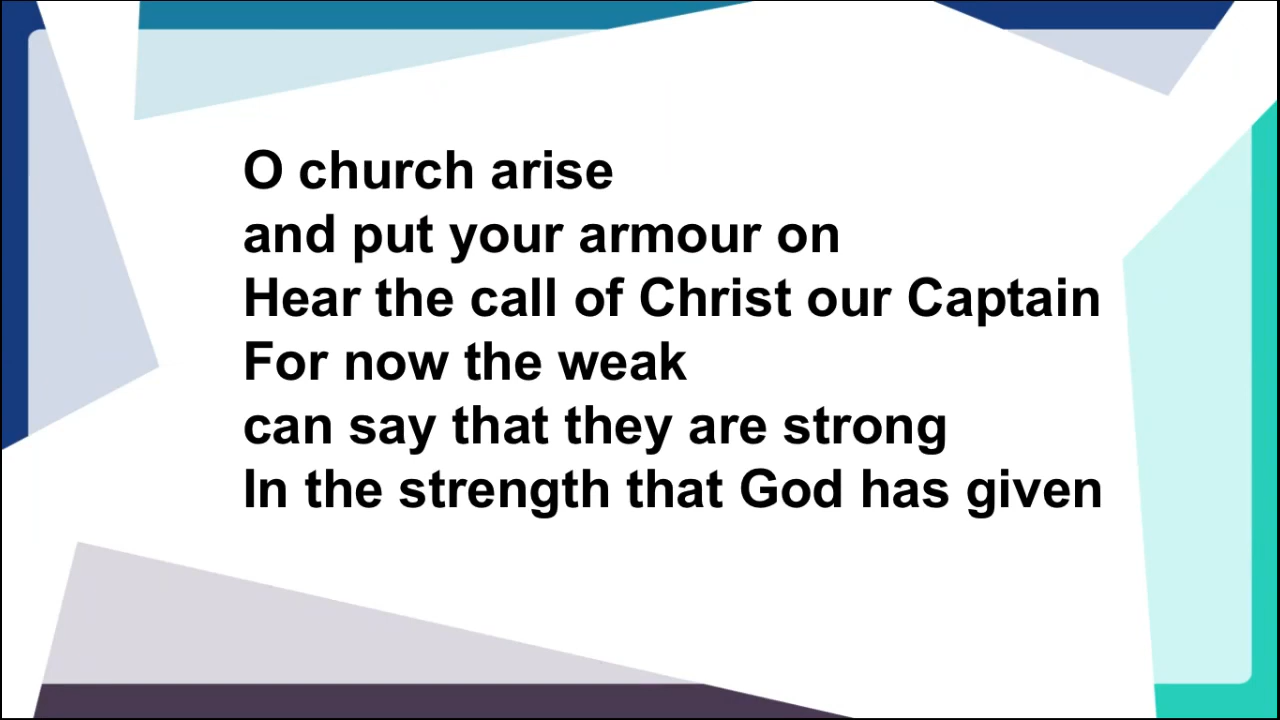 O church arise
and put your armour on
Hear the call of Christ our Captain
For now the weak
can say that they are strong
In the strength that God has given